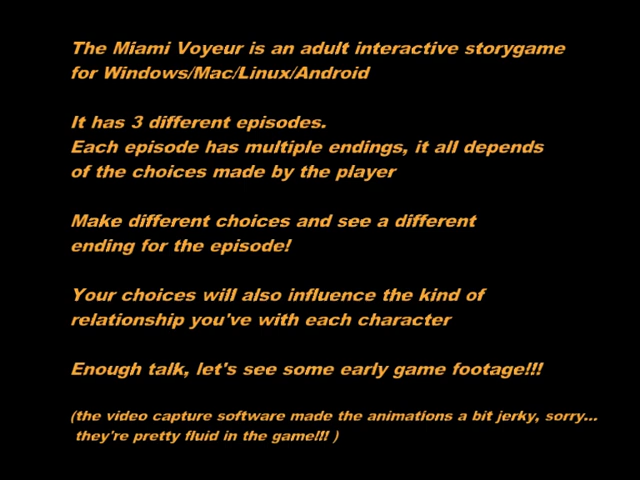 The Miami Voyeur is an adult interactive storygame
for Windows/Mac/Linux/Android
It has 3 different episodes.
Each episode has multiple endings, it all depends
of the choices made by the player
Make different choices and see a different
ending for the episode!
Your choices will also influence the kind of
relationship you've with each character
Enough talk, let's see some early game footage!!!
(the video capture software made the animations a bit jerky, sorry...
they're pretty fluid in the game!!! )